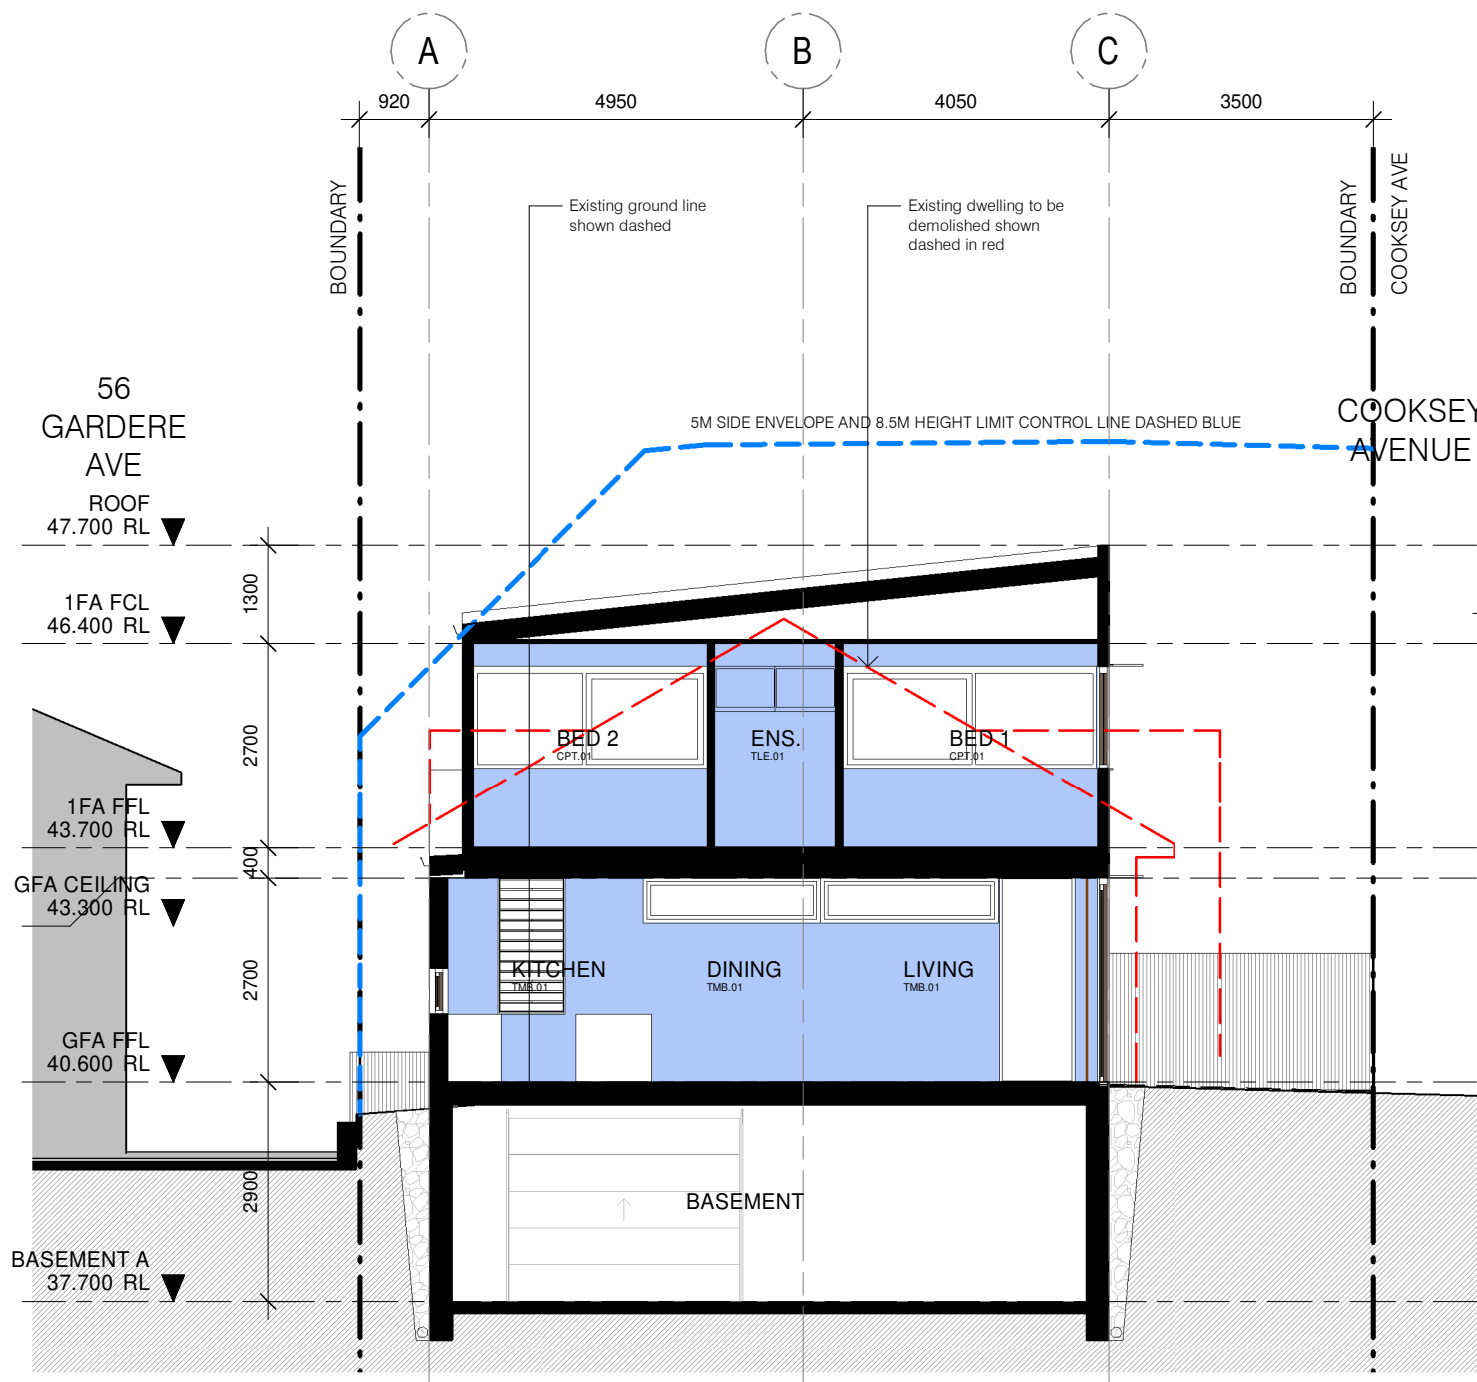 A
B
C
920
4950
4050
3500
BOUNDARY
BOUNDARY
COOKSEY AVE
Existing ground line
shown dashed
Existing dwelling to be
demolished shown
dashed in red
56
GARDERE
AVE
5M SIDE ENVELOPE AND 8.5M HEIGHT LIMIT CONTROL LINE DASHED BLUE
COOKSEY
AVENUE
ROOF
47.700 RL
1300
1FA FCL
46.400 RL
2700
BED 2
CPT.01
ENS.
TLE.01
BED 1
CPT.01
1FA FFL
43.700 RL
400
GFA CEILING
43.300 RL
2700
KITCHEN
TMB.01
DINING
TMB.01
LIVING
TMB.01
GFA FFL
40.600 RL
2900
BASEMENT
BASEMENT A
37.700 RL